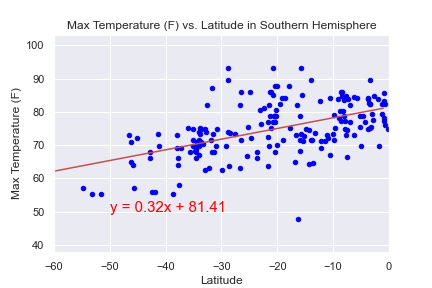 Max Temperature (F) vs. Latitude in Southern Hemisphere
Max Temperature (F)
100
90
80
70
60
50
40
y = 0.32x + 81.41
−60 −50 −40 −30 −20 −10 0
Latitude